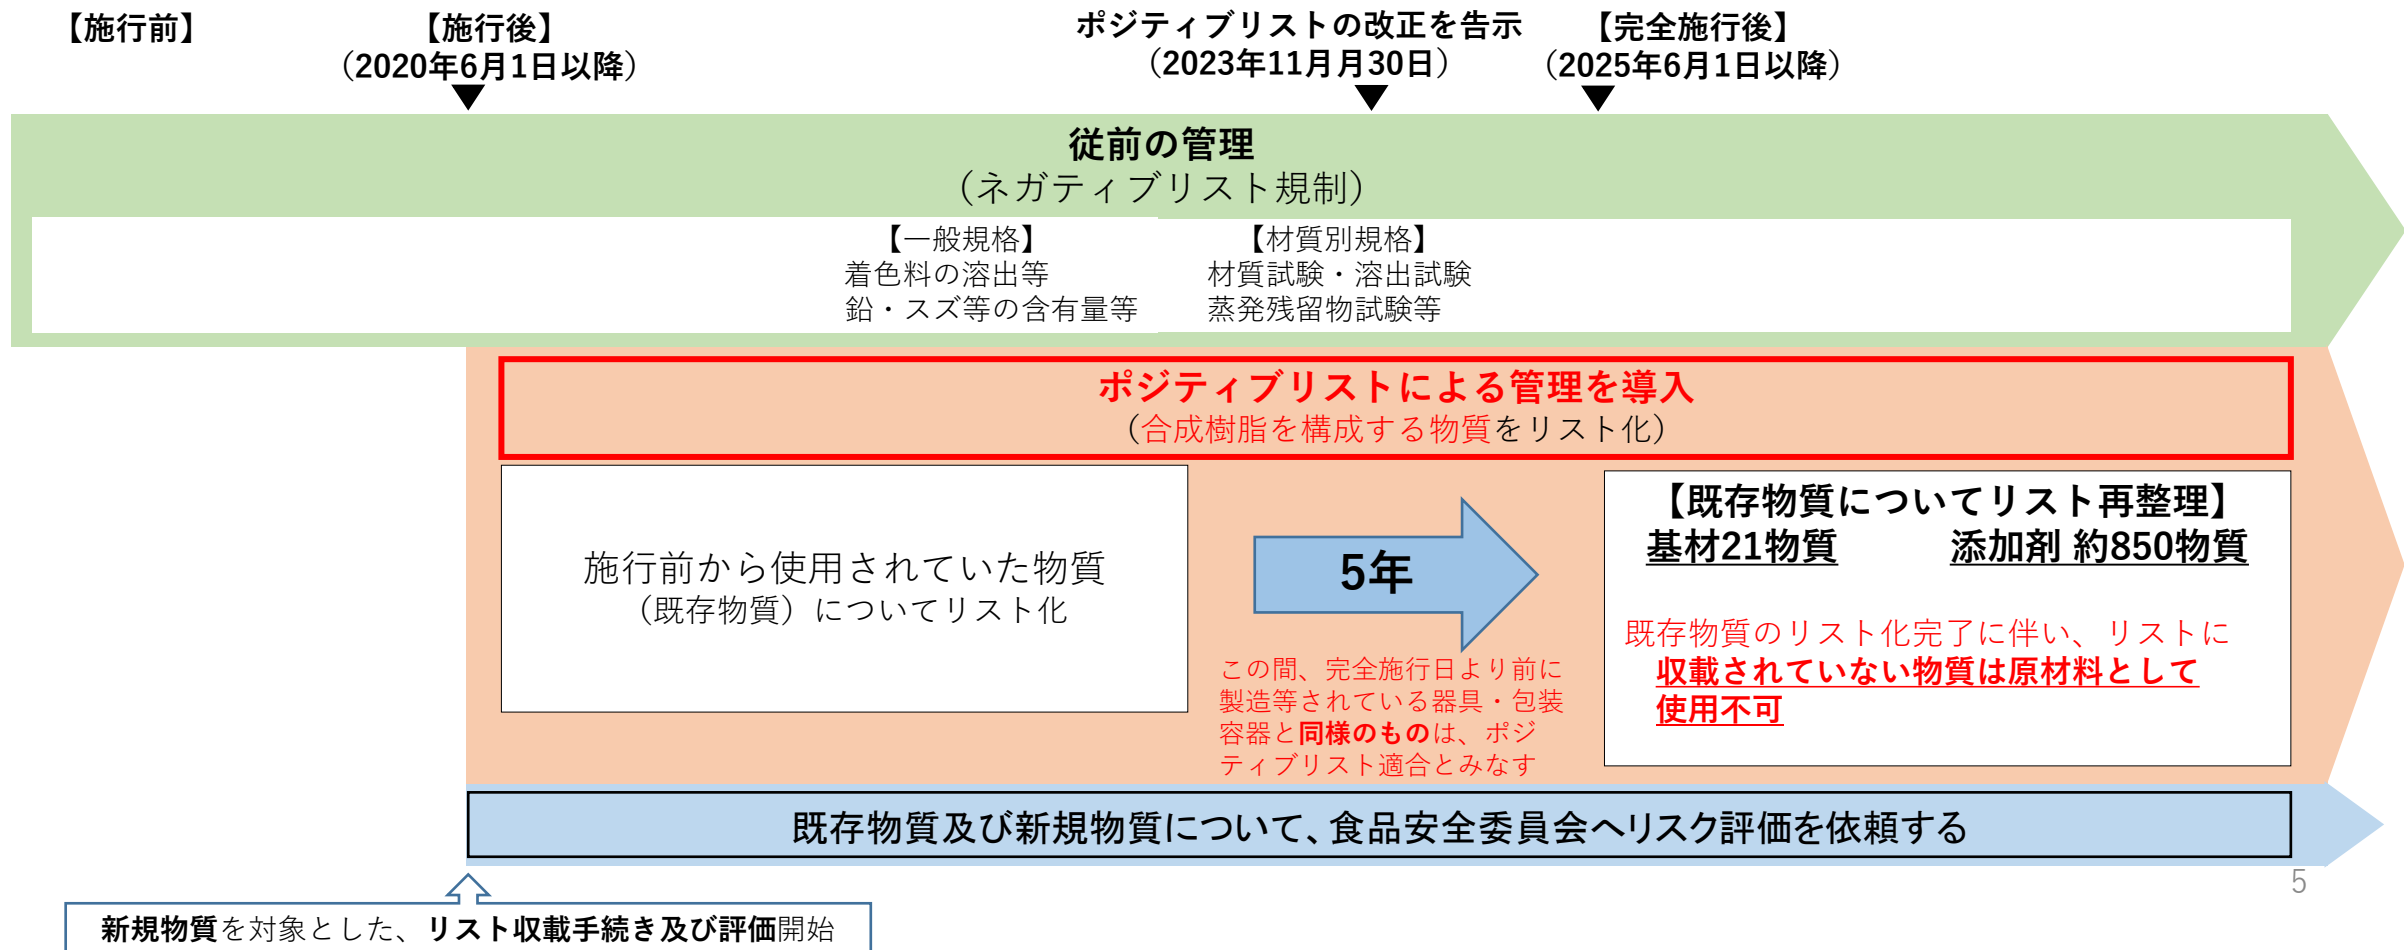 【施行前】
【施行後】
（2020年6月1日以降）
ポジティブリストの改正を告示
（2023年11月月30日）
【完全施行後】
（2025年6月1日以降）
従前の管理
（ネガティブリスト規制）
【一般規格】
着色料の溶出等
鉛・スズ等の含有量等
【材質別規格】
材質試験・溶出試験
蒸発残留物試験等
ポジティブリストによる管理を導入
（合成樹脂を構成する物質をリスト化）
施行前から使用されていた物質
（既存物質）についてリスト化
5年
この間、完全施行日より前に
製造等されている器具・包装
容器と同様のものは、ポジ
ティブリスト適合とみなす
【既存物質についてリスト再整理】
基材21物質 添加剤 約850物質
既存物質のリスト化完了に伴い、リストに
収載されていない物質は原材料として
使用不可
既存物質及び新規物質について、食品安全委員会へリスク評価を依頼する
5
新規物質を対象とした、リスト収載手続き及び評価開始